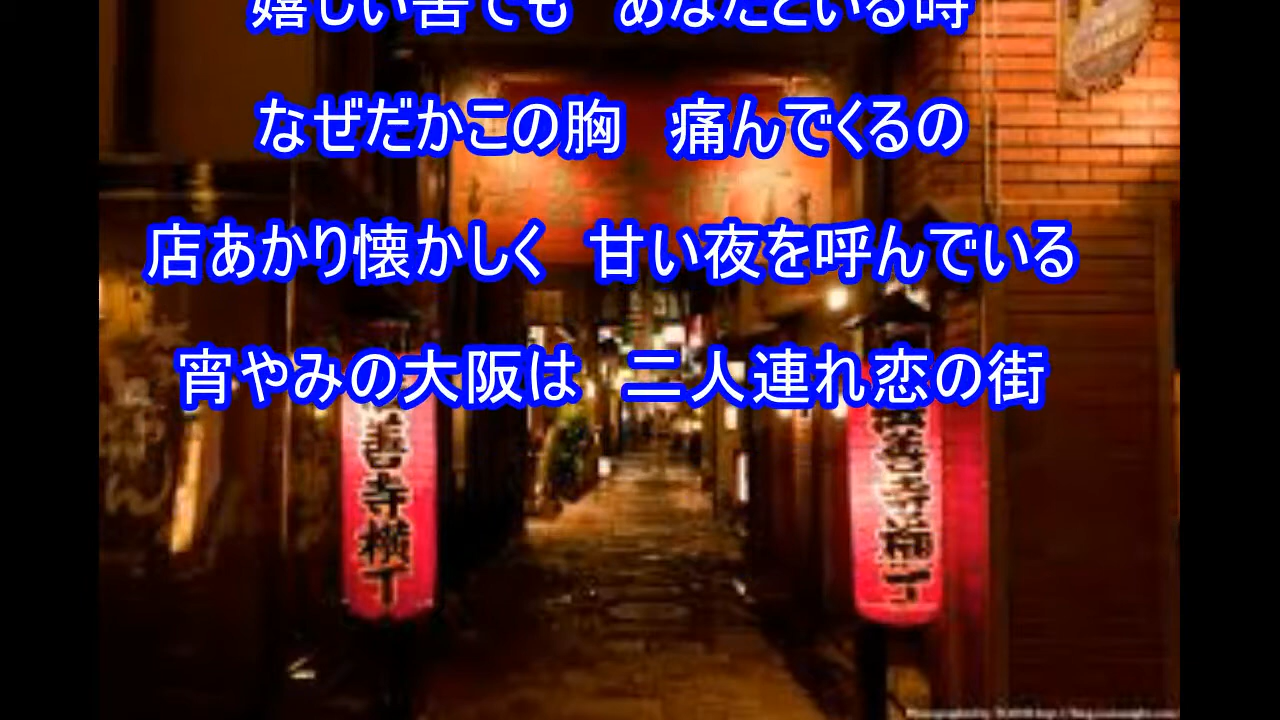 嬉しい筈でも　あなたといる時
なぜだかこの胸　痛んでくるの
店あかり懐かしく　甘い夜を呼んでいる
宵やみの大阪は　二人連れ恋の街
善寺横丁
善寺横丁